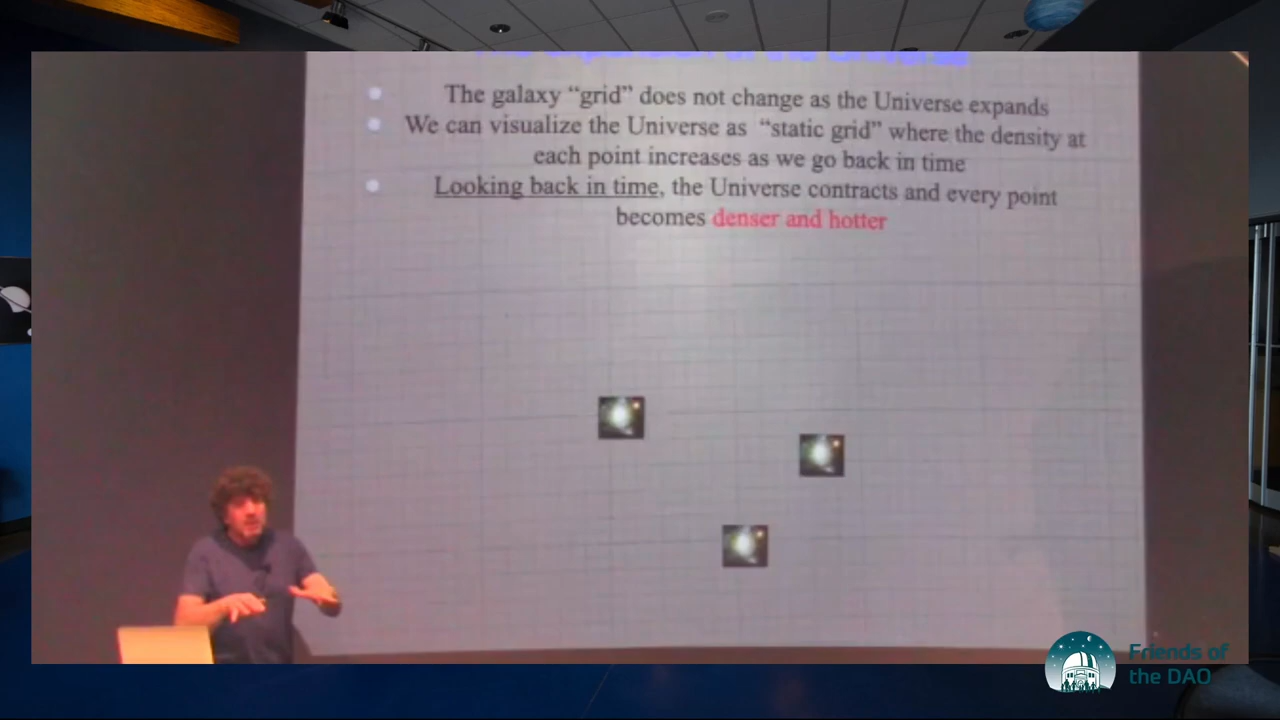 The galaxy “grid” does not change as the Universe expands
We can visualize the Universe as “static grid” where the density at
each point increases as we go back in time
Looking back in time, the Universe contracts and every point
becomes denser and hotter
Friends of
the DAO